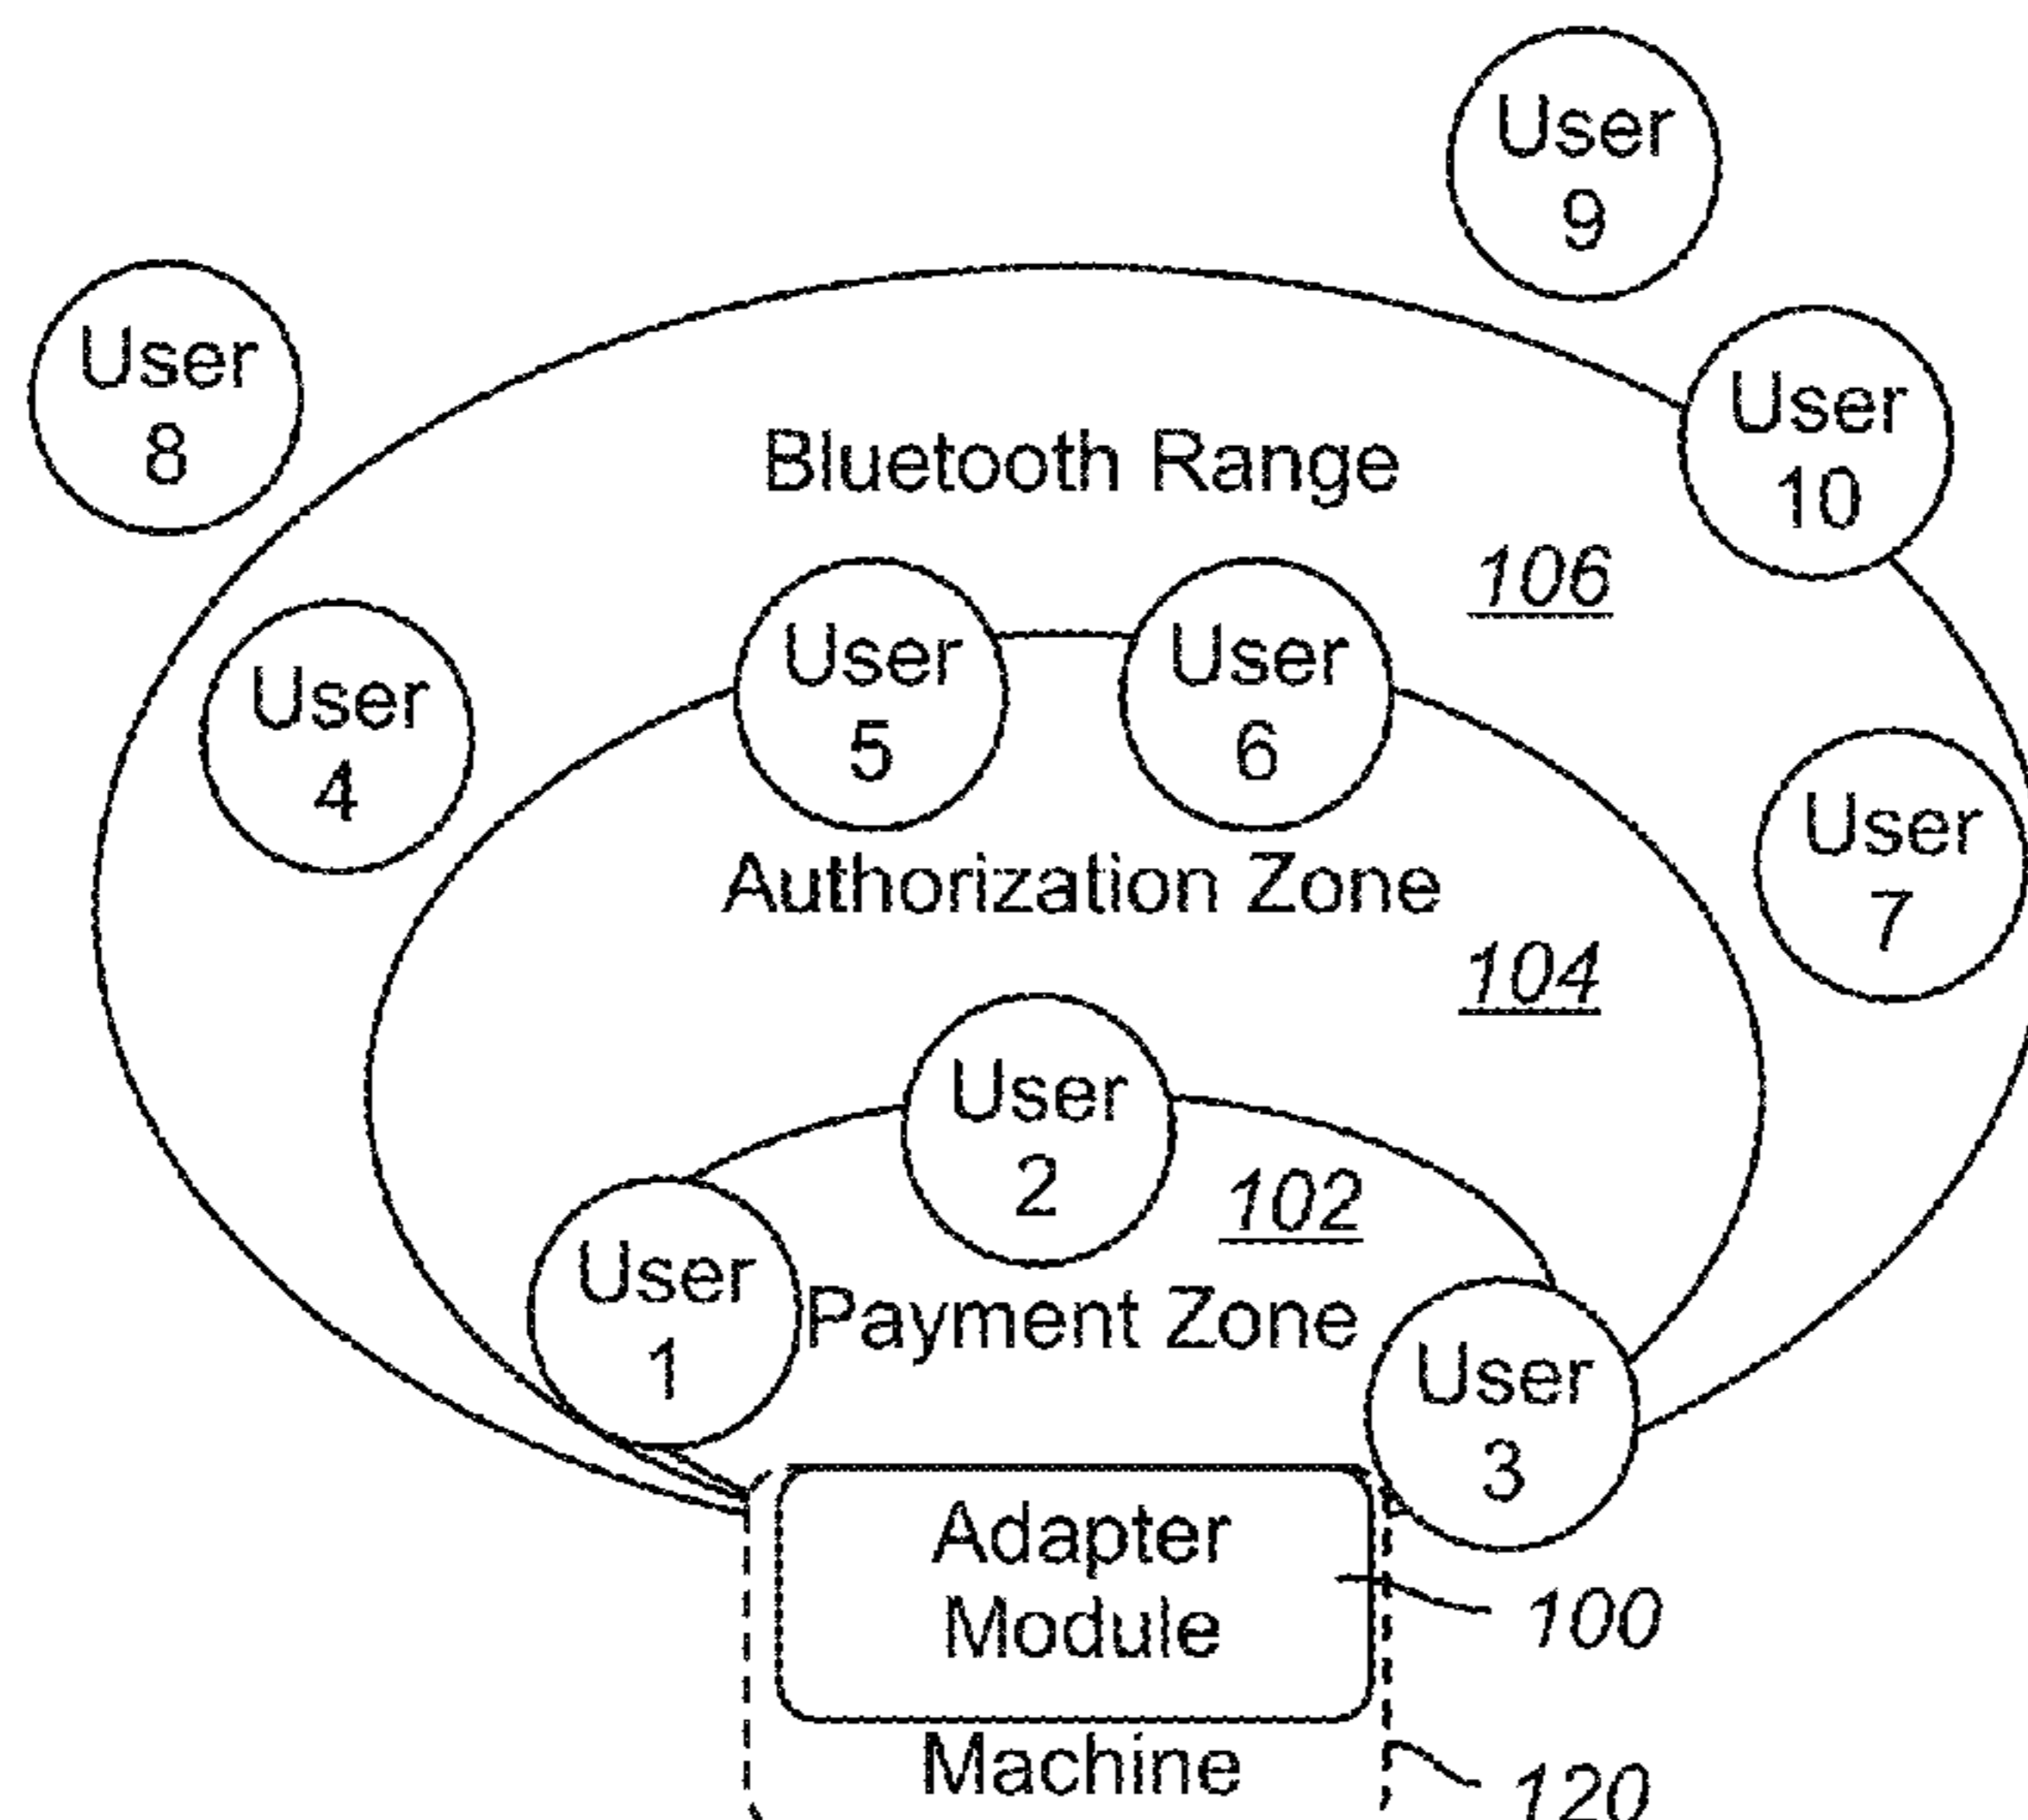 User
9
User
8
User
10
Bluetooth Range
106
User
5
User
6
User
4
User
7
Authorization Zone
104
User
2
102
User
1
Payment Zone
User
3
Adapter
Module
100
Machine
120